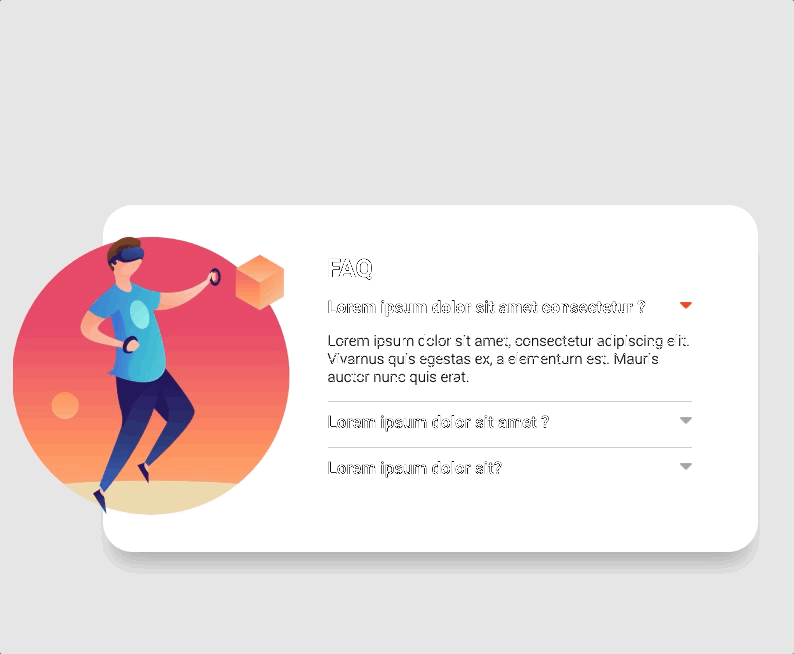 FAQ
Lorem ipsum dolor sit amet consectetur ?
Lorem ipsum dolor sit amet, consectetur adipiscing elit.
Vivamus quis egestas ex, a elementum est. Mauris
auctor nunc quis erat.
Lorem ipsum dolor sit amet ?
Lorem ipsum dolor sit?